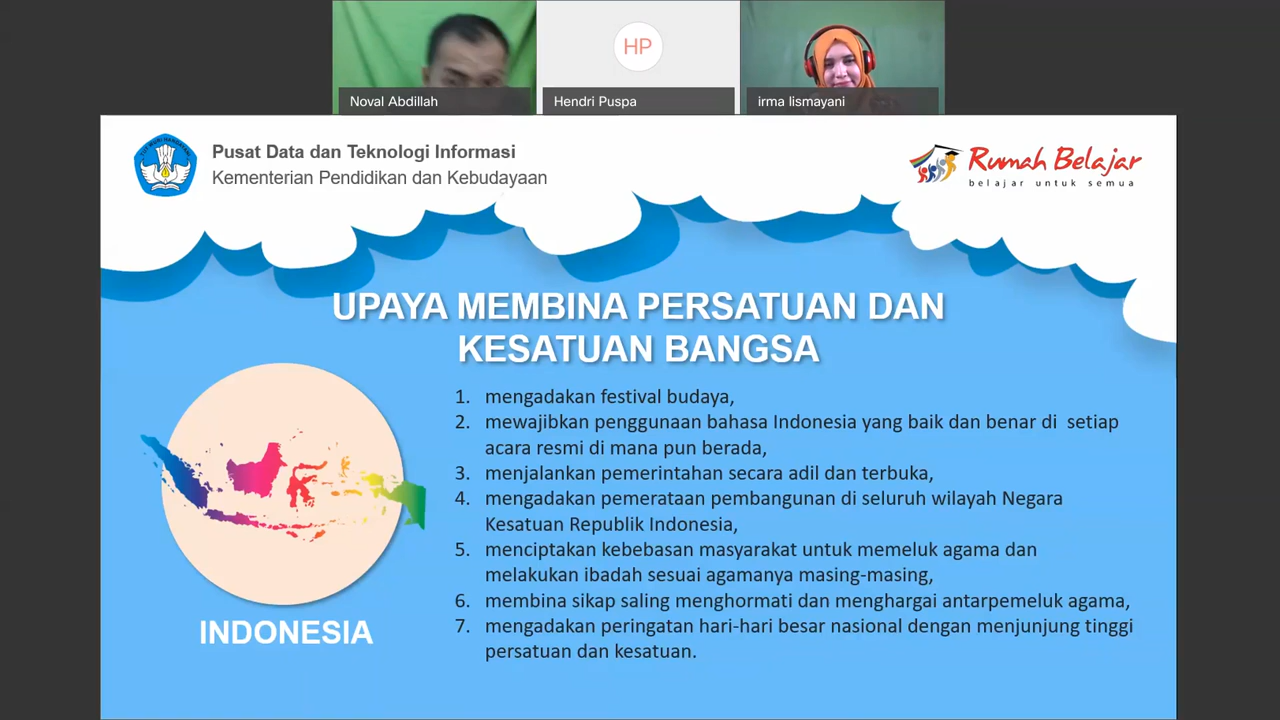 Noval Abdillah
HP
Hendri Puspa
irma lismayani
Pusat Data dan Teknologi Informasi
Kementerian Pendidikan dan Kebudayaan
Rumah Belajar
belajar untuk semua
UPAYA MEMBINA PERSATUAN DAN
KESATUAN BANGSA
1. mengadakan festival budaya,
2. mewajibkan penggunaan bahasa Indonesia yang baik dan benar di setiap
acara resmi di mana pun berada,
3. menjalankan pemerintahan secara adil dan terbuka,
4. mengadakan pemerataan pembangunan di seluruh wilayah Negara
Kesatuan Republik Indonesia,
5. menciptakan kebebasan masyarakat untuk memeluk agama dan
melakukan ibadah sesuai agamanya masing-masing,
6. membina sikap saling menghormati dan menghargai antarpemeluk agama,
7. mengadakan peringatan hari-hari besar nasional dengan menjunjung tinggi
persatuan dan kesatuan.
INDONESIA